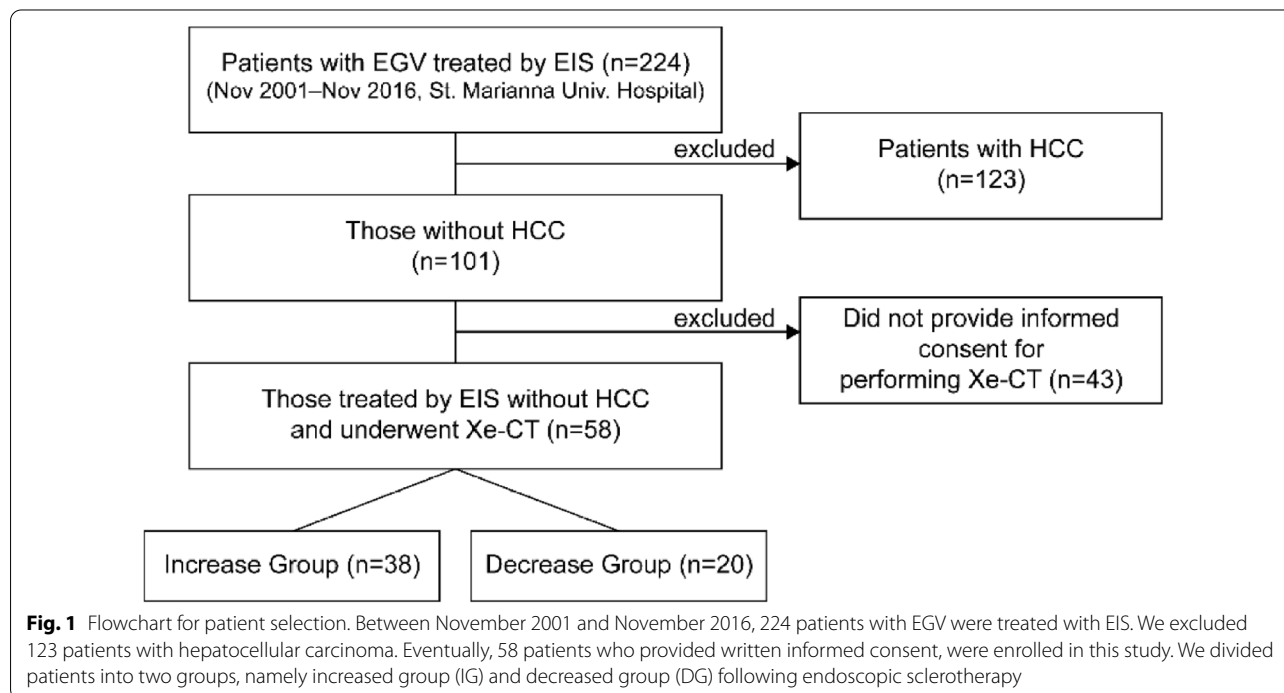 Patients with EGV treated by EIS (n=224)
(Nov 2001–Nov 2016, St. Marianna Univ. Hospital)
excluded
Patients with HCC
(n=123)
Those without HCC
(n=101)
excluded
Did not provide informed
consent for
performing Xe-CT (n=43)
Those treated by EIS without HCC
and underwent Xe-CT (n=58)
Increase Group (n=38)
Decrease Group (n=20)
Fig. 1 Flowchart for patient selection. Between November 2001 and November 2016, 224 patients with EGV were treated with EIS. We excluded
123 patients with hepatocellular carcinoma. Eventually, 58 patients who provided written informed consent, were enrolled in this study. We divided
patients into two groups, namely increased group (IG) and decreased group (DG) following endoscopic sclerotherapy